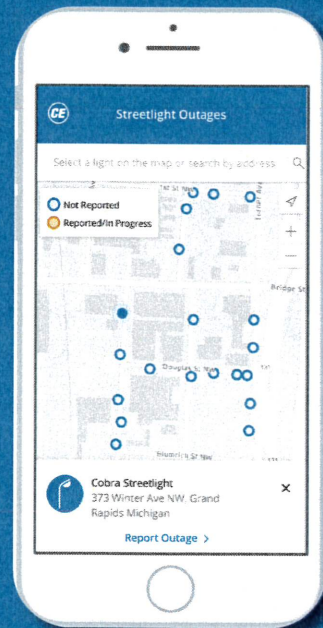 CE
Streetlight Outages
Select a light on the map or search by address
Not Reported
Reported/In Progress
Bridge St
Douglas St NW
Cobra Streetlight
373 Winter Ave NW. Grand
Rapids Michigan
Report Outage >